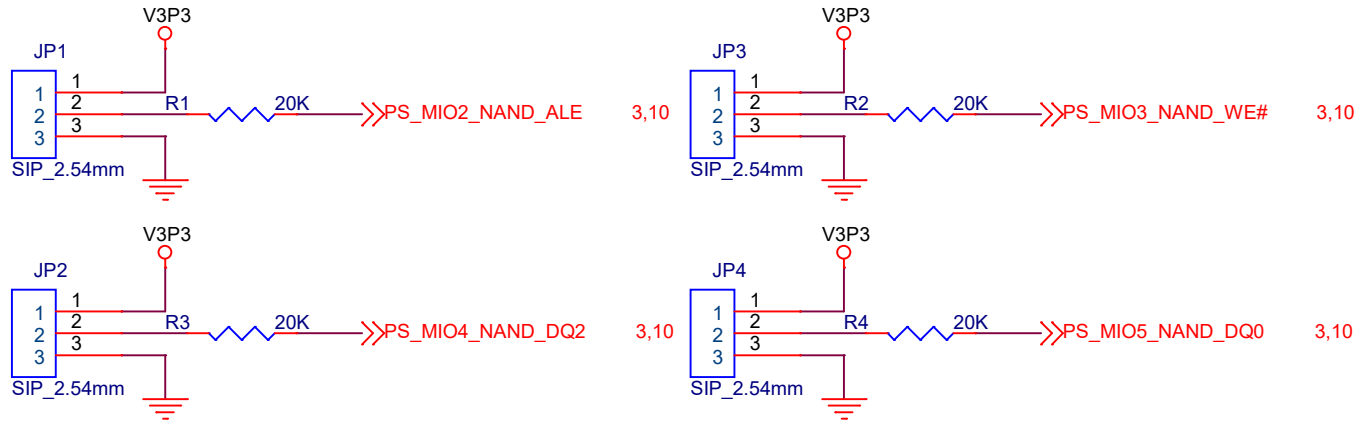 V3P3 V3P3
JP1 JP3
1 1 1 1
2 2 R1 20K PS_MIO2_NAND_ALE 3,10 2 2 R2 20K PS_MIO3_NAND_WE# 3,10
3 3 3 3
SIP_2.54mm SIP_2.54mm
V3P3 V3P3
JP2 JP4
1 1 1 1
2 2 R3 20K PS_MIO4_NAND_DQ2 3,10 2 2 R4 20K PS_MIO5_NAND_DQ0 3,10
3 3 3 3
SIP_2.54mm SIP_2.54mm